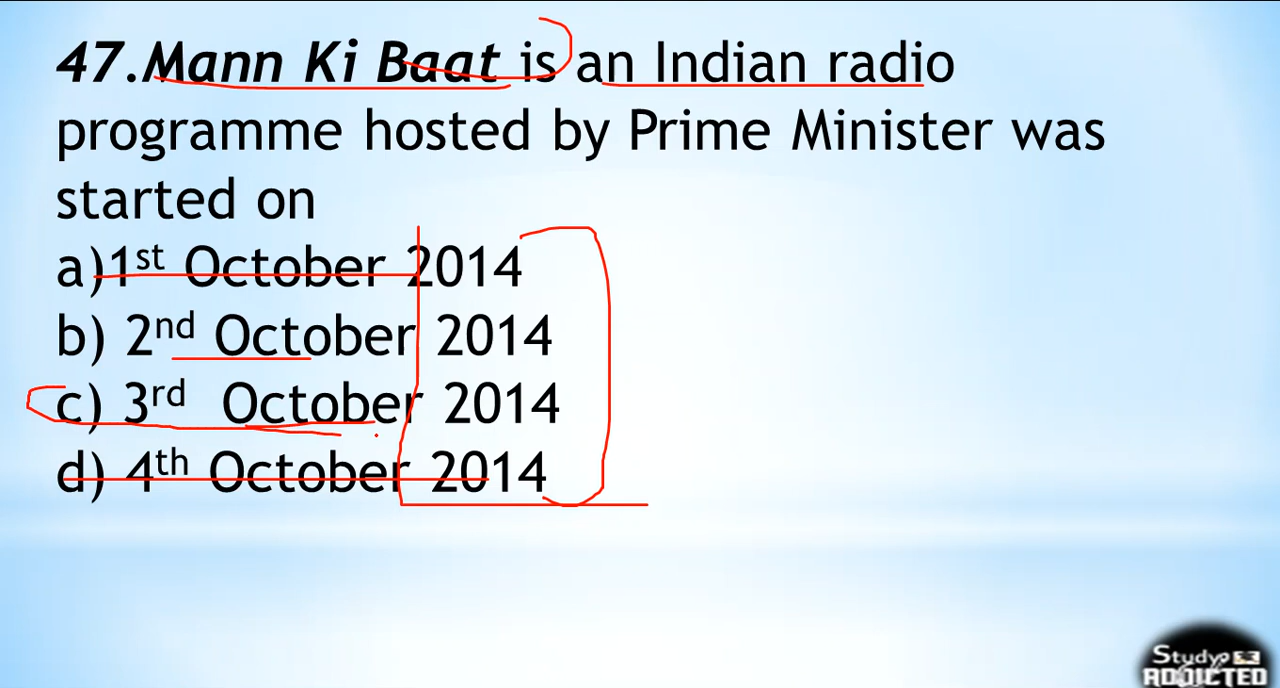 47.Mann Ki Baat is an Indian radio
programme hosted by Prime Minister was
started on
a)1st October 2014
b) 2nd October 2014
c) 3rd October 2014
d) 4th October 2014
Study
ADDICTED